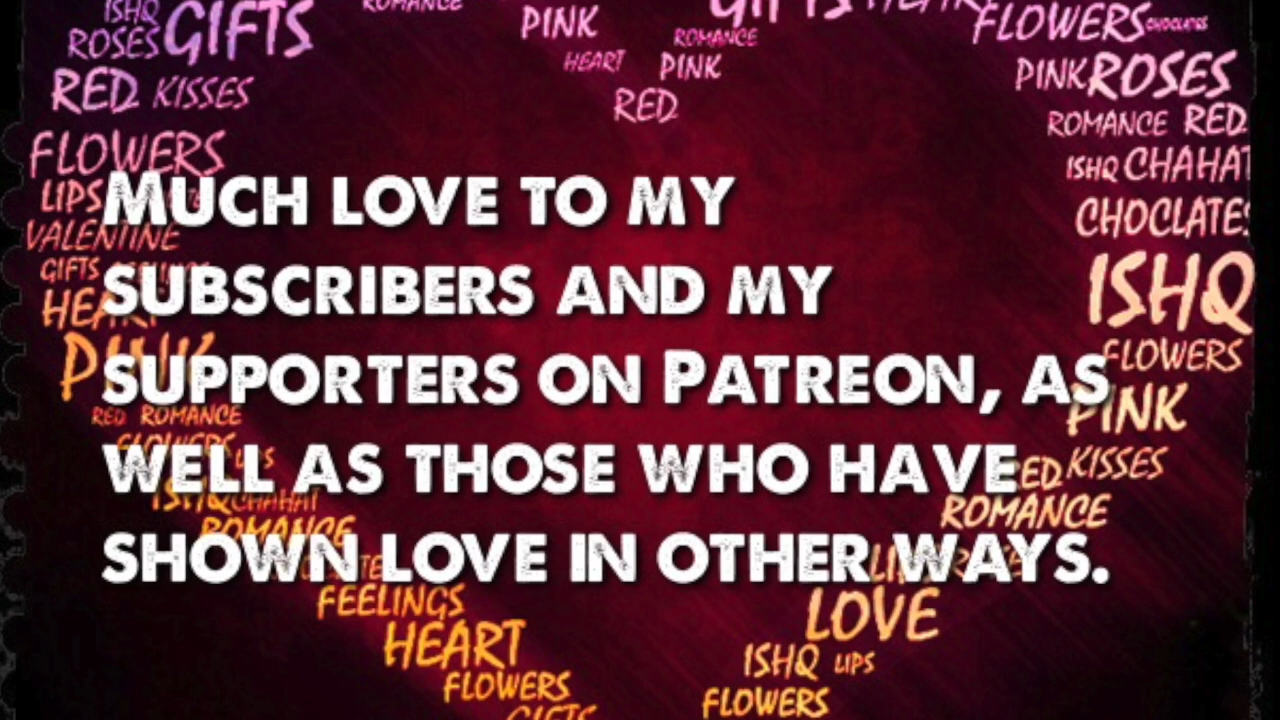 ISHQ
ROSES GIFTS
RED KISSES
FLOWERS
LIPS
VALENTINE
GIFTS
HEART
PINK
RED ROMANCE
FLOWERS LIPS
ISHQ CHAHAT
ROMANCE
FEELINGS
HEART
FLOWERS
GIFTS
ROMANCE
PINK
HEART
ROMANCE
PINK
RED
GIFTS HEART
FLOWERS CHOCLATES
PINK ROSES
ROMANCE RED
ISHQ CHAHAT
CHOCLATES
ISHQ
FLOWERS
PINK
RED KISSES
ROMANCE
LOVE
ISHQ LIPS
FLOWERS
MUCH LOVE TO MY
SUBSCRIBERS AND MY
SUPPORTERS ON PATREON, AS
WELL AS THOSE WHO HAVE
SHOWN LOVE IN OTHER WAYS.